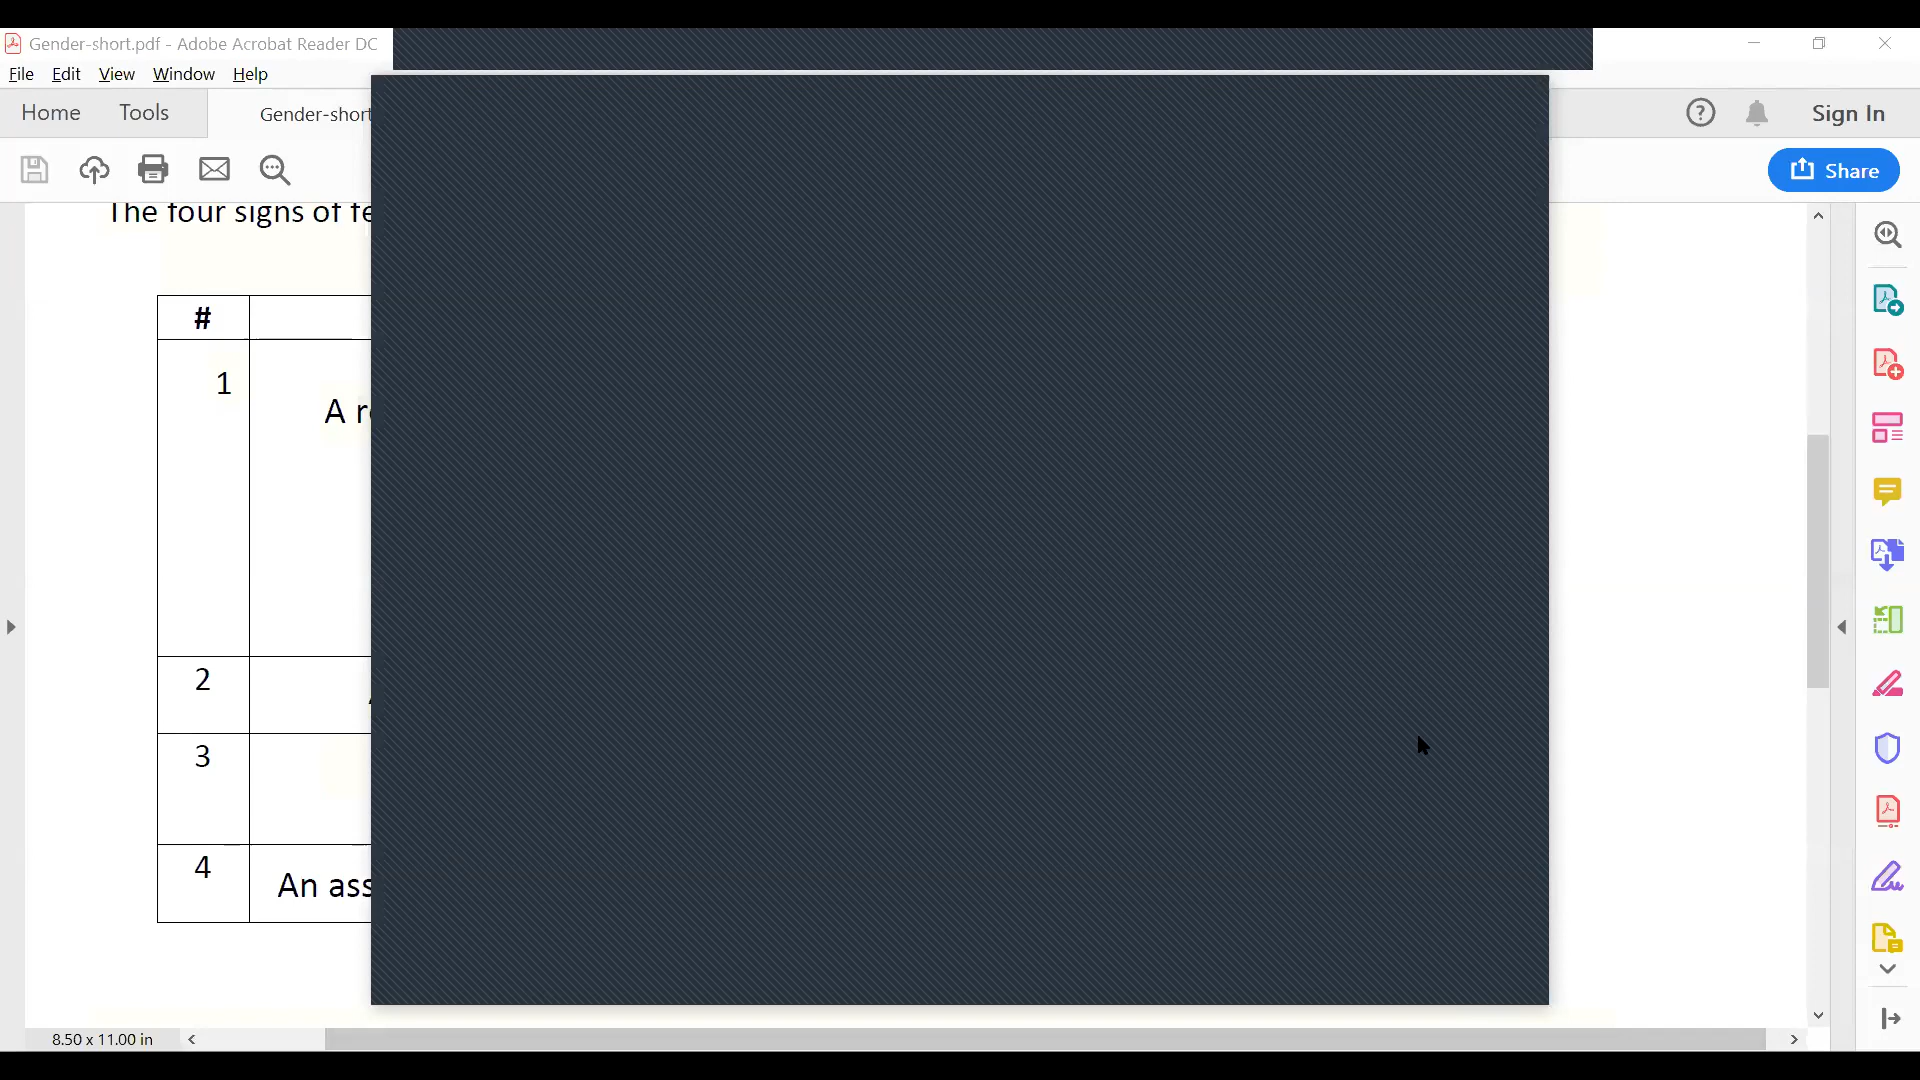 Gender-short.pdf - Adobe Acrobat Reader DC
File Edit View Window Help
Home Tools Gender-short
? Sign In
Share
The four signs of
#
1
A
2
3
4
An
8.50 x 11.00 in